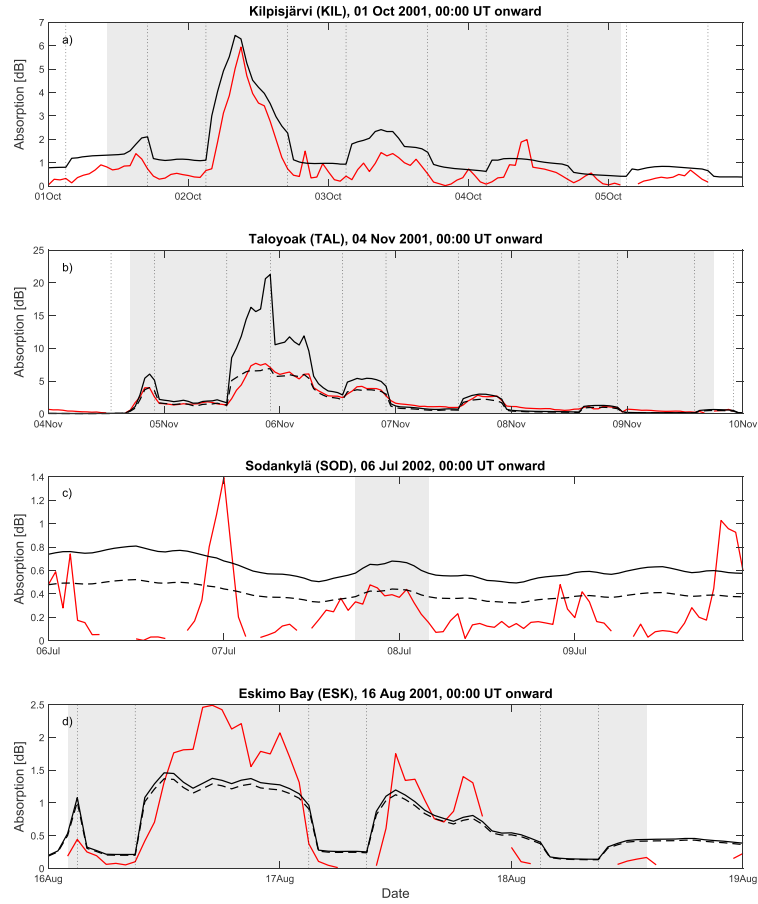 Kilpisjärvi (KIL), 01 Oct 2001, 00:00 UT onward
a)
Absorption [dB]
7
6
5
4
3
2
1
0
01Oct 02Oct 03Oct 04Oct 05Oct
Taloyoak (TAL), 04 Nov 2001, 00:00 UT onward
b)
Absorption [dB]
25
20
15
10
5
0
04Nov 05Nov 06Nov 07Nov 08Nov 09Nov 10Nov
Sodankylä (SOD), 06 Jul 2002, 00:00 UT onward
c)
Absorption [dB]
1.4
1.2
1
0.8
0.6
0.4
0.2
0
06Jul 07Jul 08Jul 09Jul
Eskimo Bay (ESK), 16 Aug 2001, 00:00 UT onward
d)
Absorption [dB]
2.5
2
1.5
1
0.5
0
16Aug 17Aug 18Aug 19Aug
Date